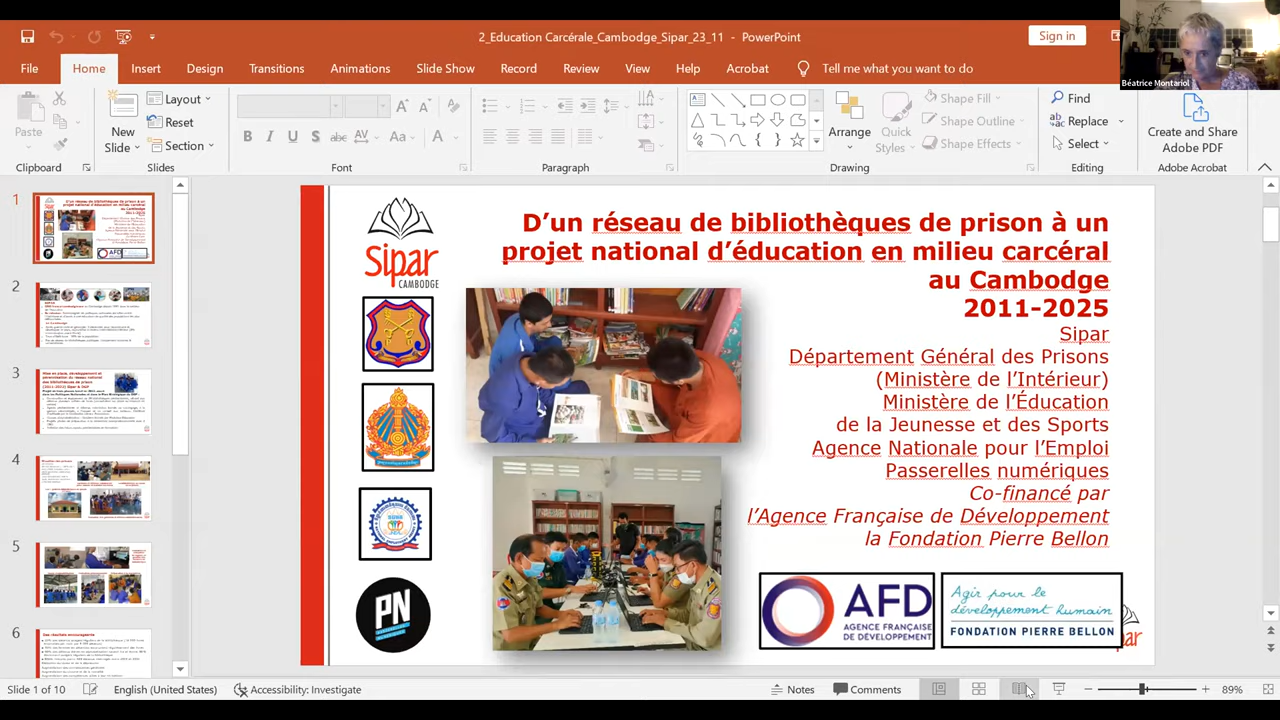 2_Education Carcérale_Cambodge_Sipar_23_11 - PowerPoint
Sign in
Béatrice Montariol
File Home Insert Design Transitions Animations Slide Show Record Review View Help Acrobat Tell me what you want to do
Paste
New
Slide
Layout
Reset
Section
Arrange
Quick
Styles
Shape Fill
Shape Outline
Shape Effects
Find
Replace
Select
Create and Share
Adobe PDF
Clipboard Slides Font Paragraph Drawing Editing Adobe Acrobat
1
2
3
4
5
6
Sipar
CAMBODGE
D'un réseau de bibliothèques de prison à un
projet national d'éducation en milieu carcéral
au Cambodge
2011-2025
Sipar
Département Général des Prisons
(Ministère de l'Intérieur)
Ministère de l'Éducation
de la Jeunesse et des Sports
Agence Nationale pour l'Emploi
Passerelles numériques
Co-financé par
l'Agence Française de Développement
la Fondation Pierre Bellon
PN
AFD
AGENCE FRANÇAISE
DE DÉVELOPPEMENT
Agir pour le
développement humain
FONDATION PIERRE BELLON
Slide 1 of 10 English (United States) Accessibility: Investigate Notes Comments 89%